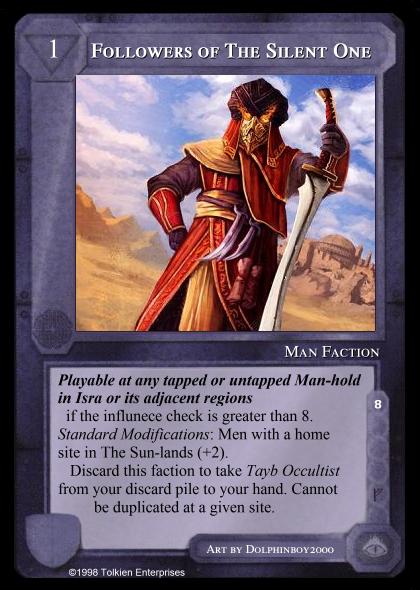 1 Followers of The Silent One
Man Faction
Playable at any tapped or untapped Man-hold
in Isra or its adjacent regions
if the influnece check is greater than 8.
Standard Modifications: Men with a home
site in The Sun-lands (+2).
Discard this faction to take Tayb Occultist
from your discard pile to your hand. Cannot
be duplicated at a given site.
8
Art by Dolphinboy2000
©1998 Tolkien Enterprises